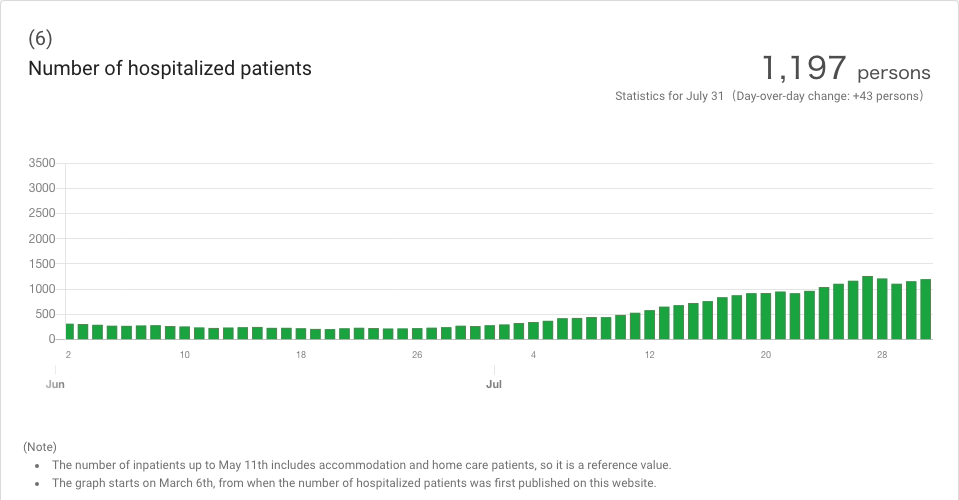 (6)
Number of hospitalized patients
1,197 persons
Statistics for July 31 (Day-over-day change: +43 persons)
3500
3000
2500
2000
1500
1000
500
0
2 10 18 26 4 12 20 28
Jun Jul
(Note)
• The number of inpatients up to May 11th includes accommodation and home care patients, so it is a reference value.
• The graph starts on March 6th, from when the number of hospitalized patients was first published on this website.